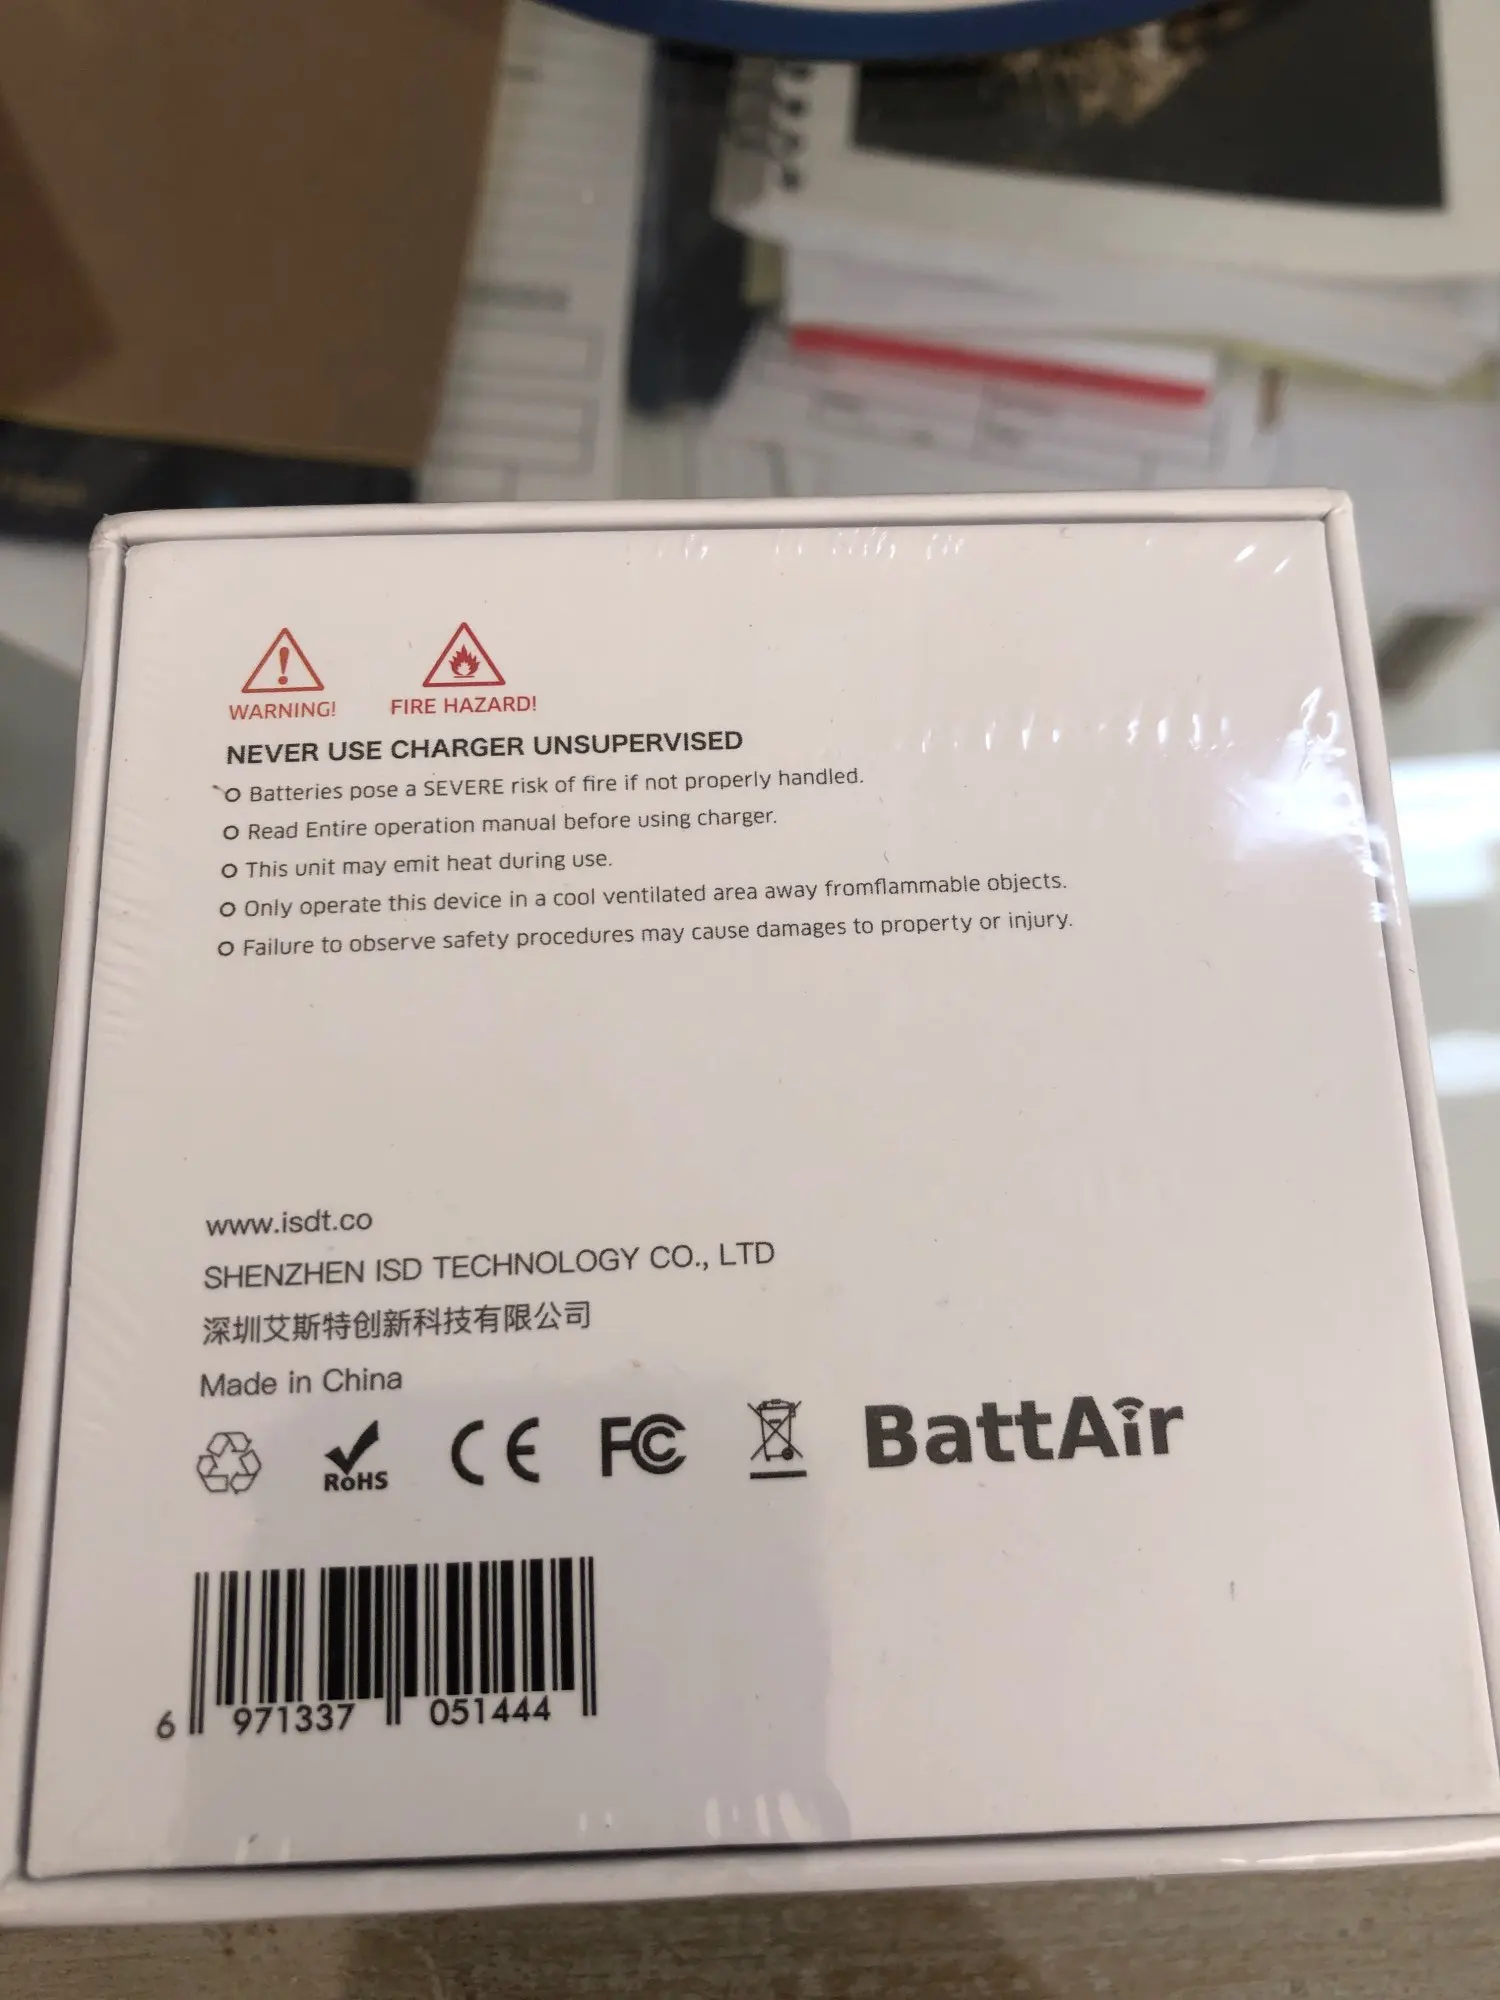 WARNING! FIRE HAZARD!
NEVER USE CHARGER UNSUPERVISED
Batteries pose a SEVERE risk of fire if not properly handled.
Read Entire operation manual before using charger.
This unit may emit heat during use.
Only operate this device in a cool ventilated area away fromflammable objects.
Failure to observe safety procedures may cause damages to property or injury.
www.isdt.co
SHENZHEN ISD TECHNOLOGY CO., LTD
深圳艾斯特创新科技有限公司
Made in China
RoHS CE FC BattAir
6 971337 051444